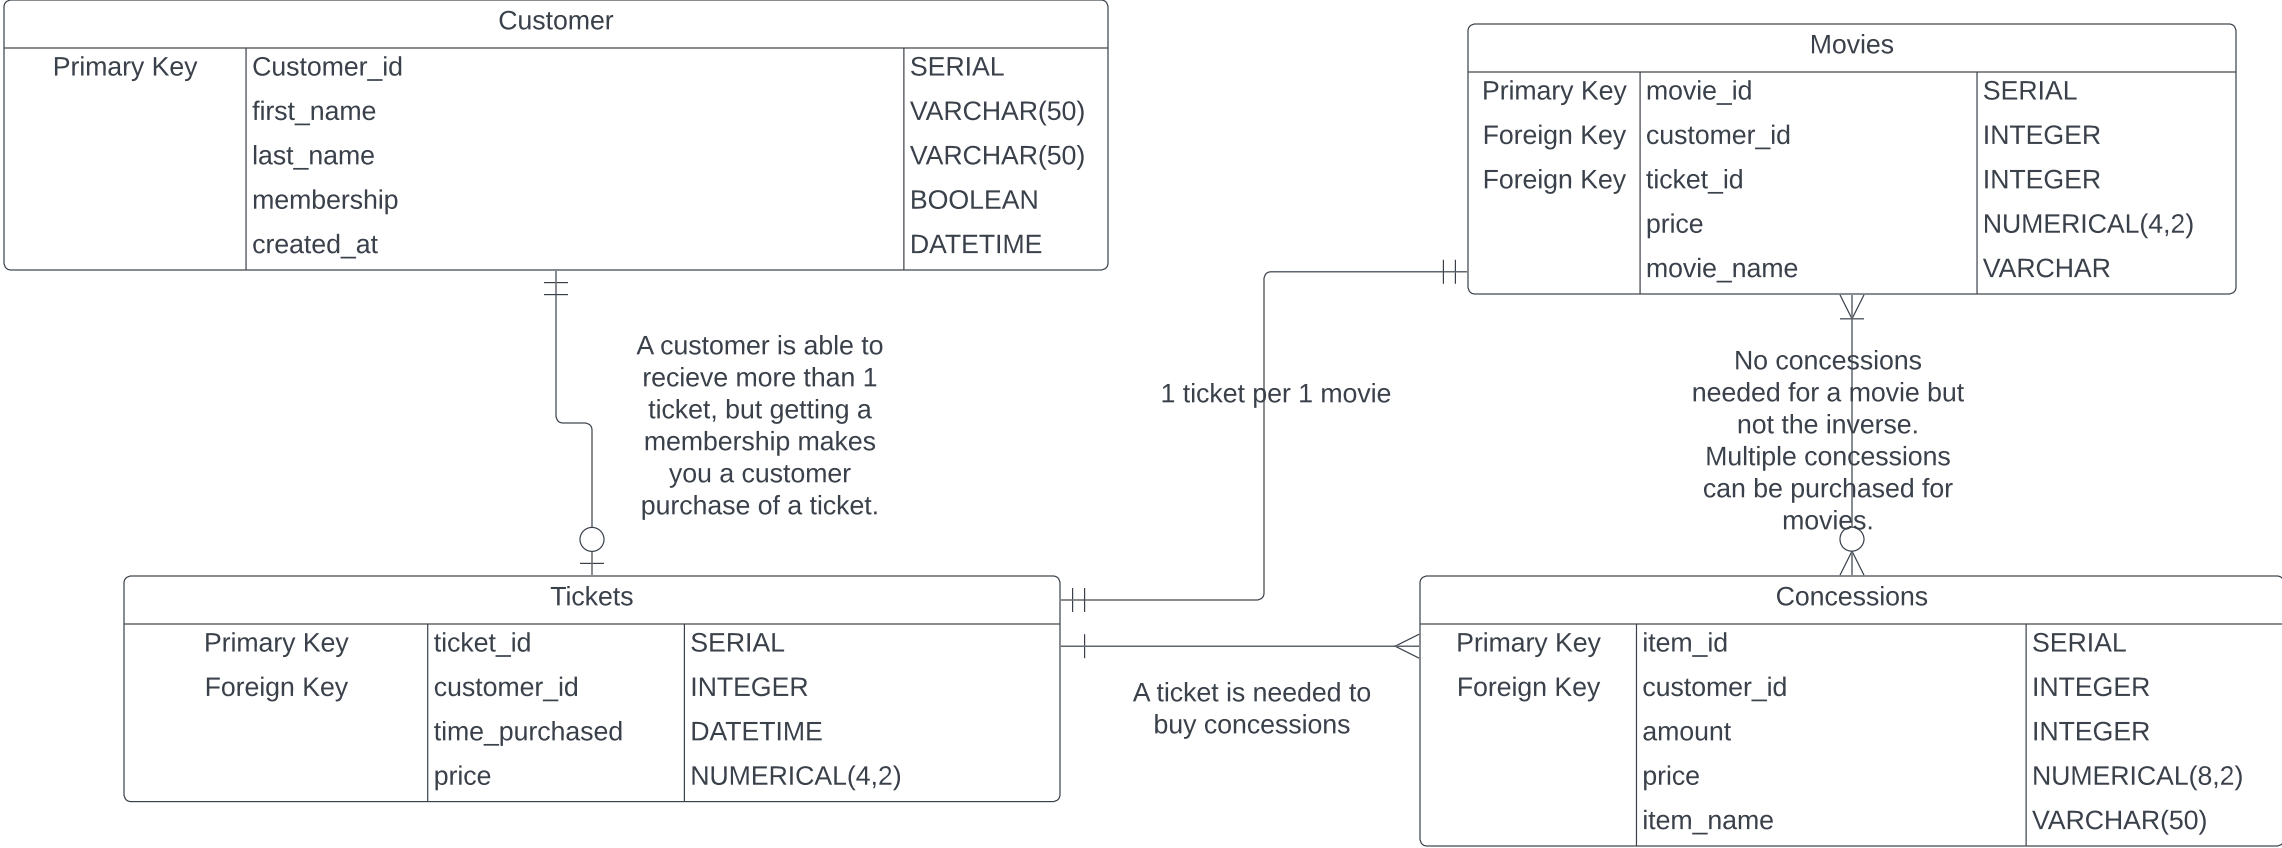 Customer
Primary Key Customer_id SERIAL
first_name VARCHAR(50)
last_name VARCHAR(50)
membership BOOLEAN
created_at DATETIME
Movies
Primary Key movie_id SERIAL
Foreign Key customer_id INTEGER
Foreign Key ticket_id INTEGER
price NUMERICAL(4,2)
movie_name VARCHAR
A customer is able to
recieve more than 1
ticket, but getting a
membership makes
you a customer
purchase of a ticket.
1 ticket per 1 movie
No concessions
needed for a movie but
not the inverse.
Multiple concessions
can be purchased for
movies.
Tickets
Primary Key ticket_id SERIAL
Foreign Key customer_id INTEGER
time_purchased DATETIME
price NUMERICAL(4,2)
A ticket is needed to
buy concessions
Concessions
Primary Key item_id SERIAL
Foreign Key customer_id INTEGER
amount INTEGER
price NUMERICAL(8,2)
item_name VARCHAR(50)